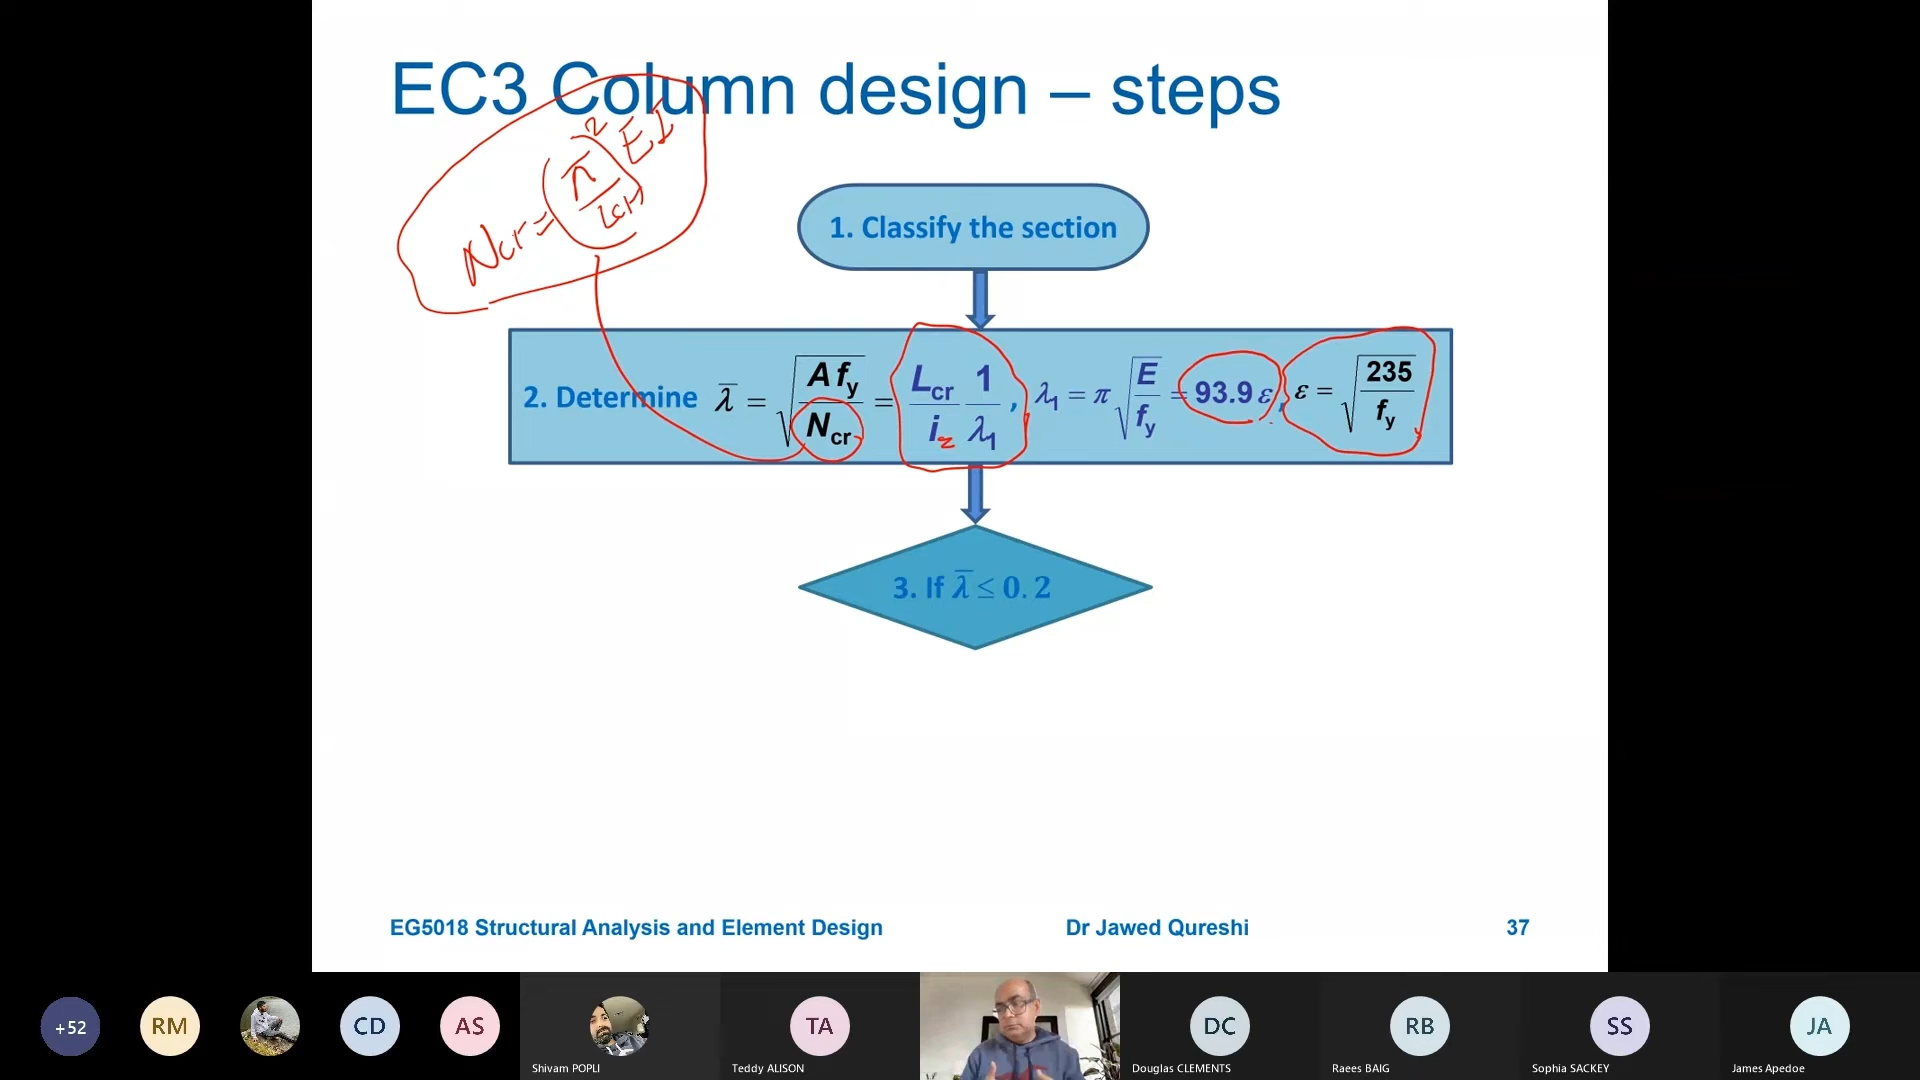 EC3 Column design – steps
Ncr = (π/Lcr)² EI
1. Classify the section
2. Determine λ̄ = √(A fy / Ncr) = Lcr/iz 1/λ1, λ1 = π √(E/fy) = 93.9 ε, ε = √(235/fy)
3. If λ̄ ≤ 0.2
EG5018 Structural Analysis and Element Design
Dr Jawed Qureshi
37
+52
RM
CD
AS
Shivam POPLI
TA
Teddy ALISON
DC
Douglas CLEMENTS
RB
Raees BAIG
SS
Sophia SACKEY
JA
James Apedoe